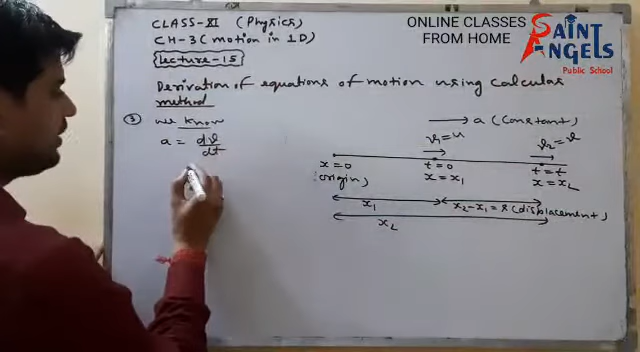 CLASS-XI (Physics)
CH-3 (motion in 1D)
Lecture-15
ONLINE CLASSES
FROM HOME
SAINT
ANGELS
Public School
Derivation of equations of motion using calculas
method
③ we know
a = dv/dt
→ a (constant)
v₁=u
v₂=v
x=0
(origin)
t=0
x=x₁
t=t
x=x₂
x₁
x₂-x₁=s (displacement)
x₂